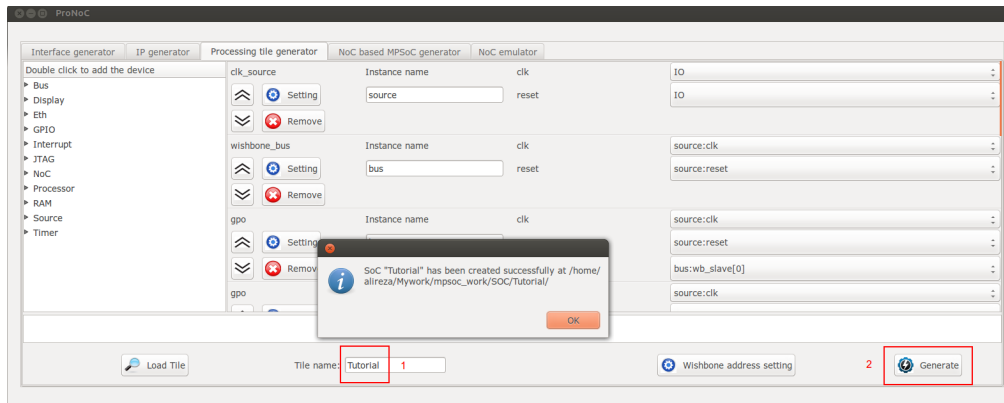 ProNoC
Interface generator IP generator Processing tile generator NoC based MPSoC generator NoC emulator
Double click to add the device
Bus
Display
Eth
GPIO
Interrupt
JTAG
NoC
Processor
RAM
Source
Timer
clk_source Instance name clk IO
Setting source reset IO
Remove
wishbone_bus Instance name clk source:clk
Setting bus reset source:reset
Remove
gpo Instance name clk source:clk
Setting source:reset
Remov bus:wb_slave[0]
gpo source:clk
SoC "Tutorial" has been created successfully at /home/
alireza/Mywork/mpsoc_work/SOC/Tutorial/
OK
Load Tile Tile name: Tutorial 1 Wishbone address setting 2 Generate